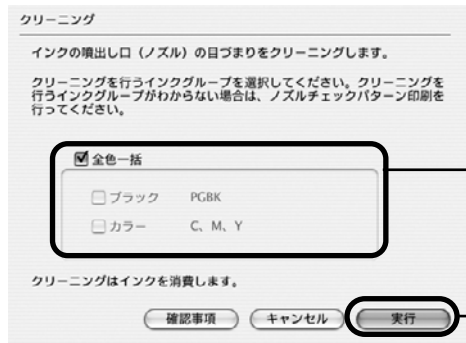 クリーニング
インクの噴出し口（ノズル）の目づまりをクリーニングします。
クリーニングを行うインクグループを選択してください。クリーニングを
行うインクグループがわからない場合は、ノズルチェックパターン印刷を
行ってください。
全色一括
ブラック PGBK
カラー C、M、Y
クリーニングはインクを消費します。
確認事項 キャンセル 実行